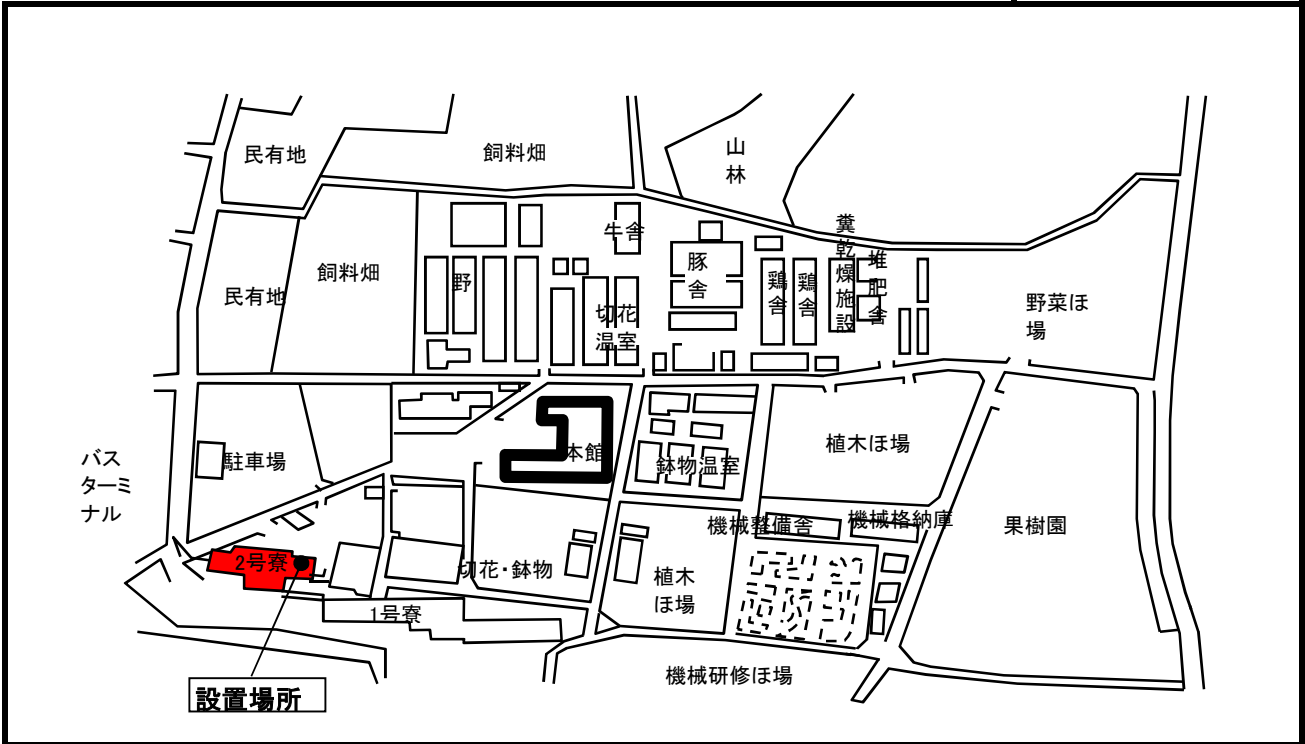 民有地
飼料畑
山
林
民有地
飼料畑
野
牛舎
切花
温室
豚
舎
鶏
舎
鶏
舎
糞
乾
燥
施
設
堆
肥
舎
野菜ほ
場
バス
ターミ
ナル
駐車場
本館
鉢物温室
植木ほ場
機械整備舎
機械格納庫
果樹園
2号寮
切花・鉢物
植木
ほ場
1号寮
機械研修ほ場
設置場所